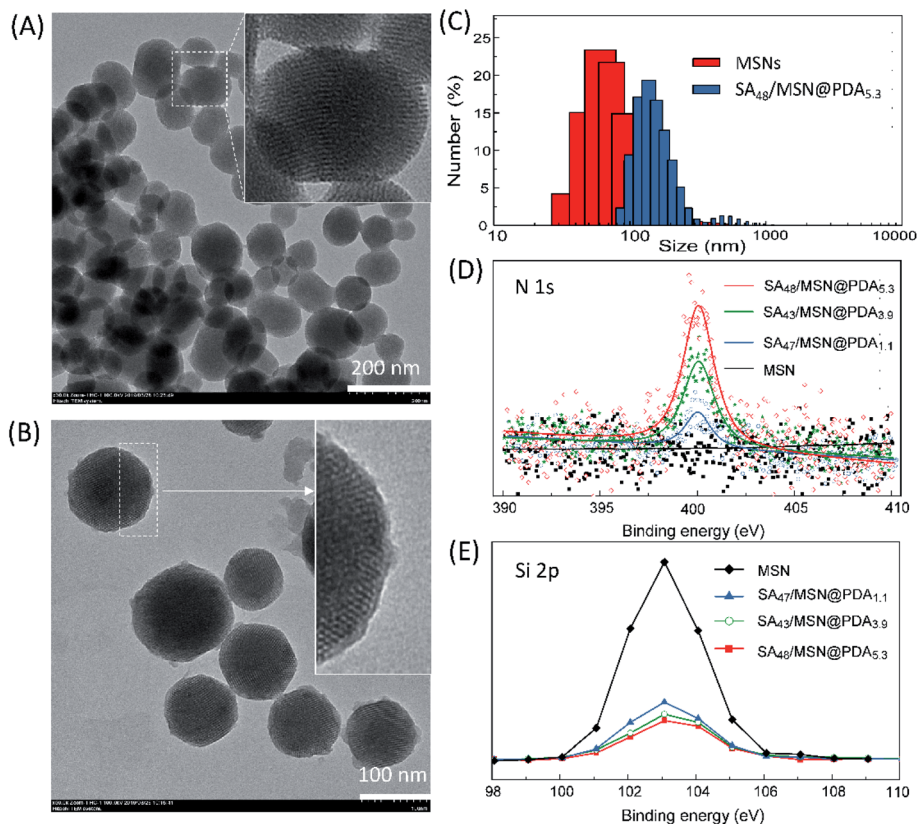 (A)
200 nm
(B)
100 nm
(C)
Number (%)
25
20
15
10
5
0
10
100
1000
10000
Size (nm)
MSNs
SA₄₈/MSN@PDA₅.₃
(D)
N 1s
SA₄₈/MSN@PDA₅.₃
SA₄₃/MSN@PDA₃.₉
SA₄₇/MSN@PDA₁.₁
MSN
390
395
400
405
410
Binding energy (eV)
(E)
Si 2p
MSN
SA₄₇/MSN@PDA₁.₁
SA₄₃/MSN@PDA₃.₉
SA₄₈/MSN@PDA₅.₃
98
100
102
104
106
108
110
Binding energy (eV)